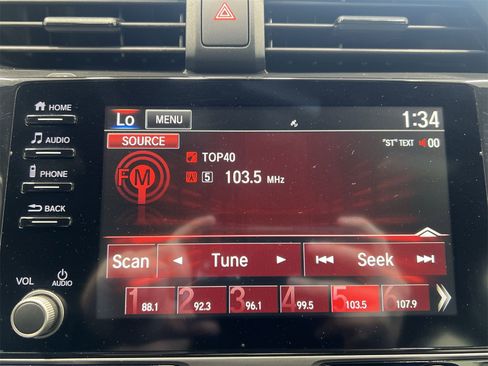 HOME
Lo MENU 1:34
AUDIO
SOURCE "ST" TEXT 00
TOP40
FM
PHONE
5 103.5 MHz
BACK
Scan Tune Seek
VOL AUDIO
1 88.1 2 92.3 3 96.1 4 99.5 5 103.5 6 107.9